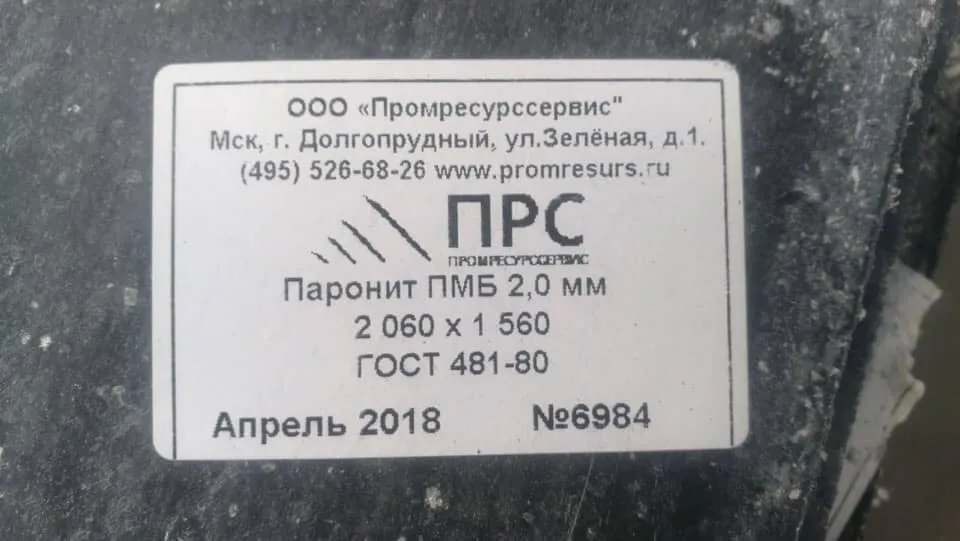 ООО «Промресурссервис"
Мск, г. Долгопрудный, ул.Зелёная, д.1.
(495) 526-68-26 www.promresurs.ru
ПРС
ПРОМРЕСУРССЕРВИС
Паронит ПМБ 2,0 мм
2 060 х 1 560
ГОСТ 481-80
Апрель 2018 №6984